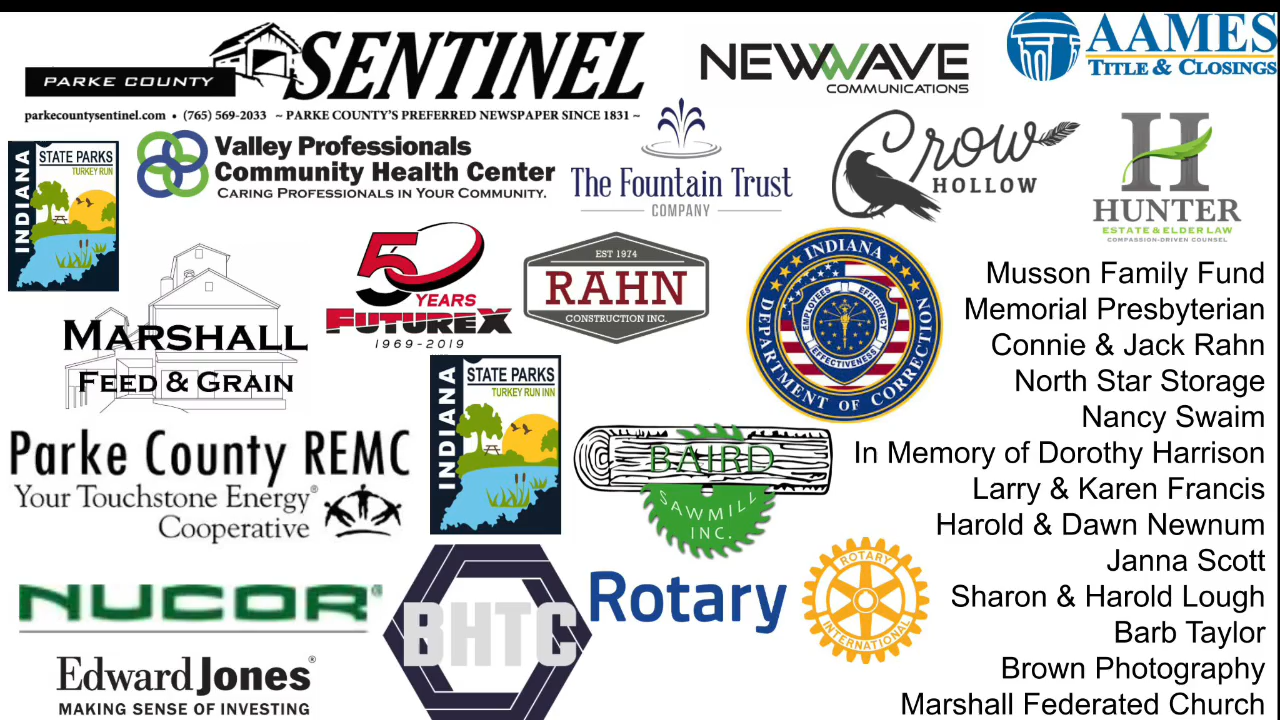 PARKE COUNTY
SENTINEL
parkecountysentinel.com • (765) 569-2033 ~ PARKE COUNTY'S PREFERRED NEWSPAPER SINCE 1831 ~
NEWWAVE
COMMUNICATIONS
AAMES
TITLE & CLOSINGS
INDIANA
STATE PARKS
TURKEY RUN
Valley Professionals
Community Health Center
CARING PROFESSIONALS IN YOUR COMMUNITY.
The Fountain Trust
COMPANY
Crow
HOLLOW
H
HUNTER
ESTATE & ELDER LAW
COMPASSION-DRIVEN COUNSEL
MARSHALL
FEED & GRAIN
50
YEARS
FUTUREX
1969-2019
EST 1974
RAHN
CONSTRUCTION INC.
INDIANA
DEPARTMENT OF CORRECTION
EMPLOYEES
EFFICIENCY
EFFECTIVENESS
Musson Family Fund
Memorial Presbyterian
Connie & Jack Rahn
North Star Storage
Nancy Swaim
In Memory of Dorothy Harrison
Larry & Karen Francis
Harold & Dawn Newnum
Janna Scott
Sharon & Harold Lough
Barb Taylor
Brown Photography
Marshall Federated Church
Parke County REMC
Your Touchstone Energy®
Cooperative
INDIANA
STATE PARKS
TURKEY RUN INN
BAIRD
SAWMILL
INC.
NUCOR®
BHTC
Rotary
ROTARY
INTERNATIONAL
Edward Jones®
MAKING SENSE OF INVESTING